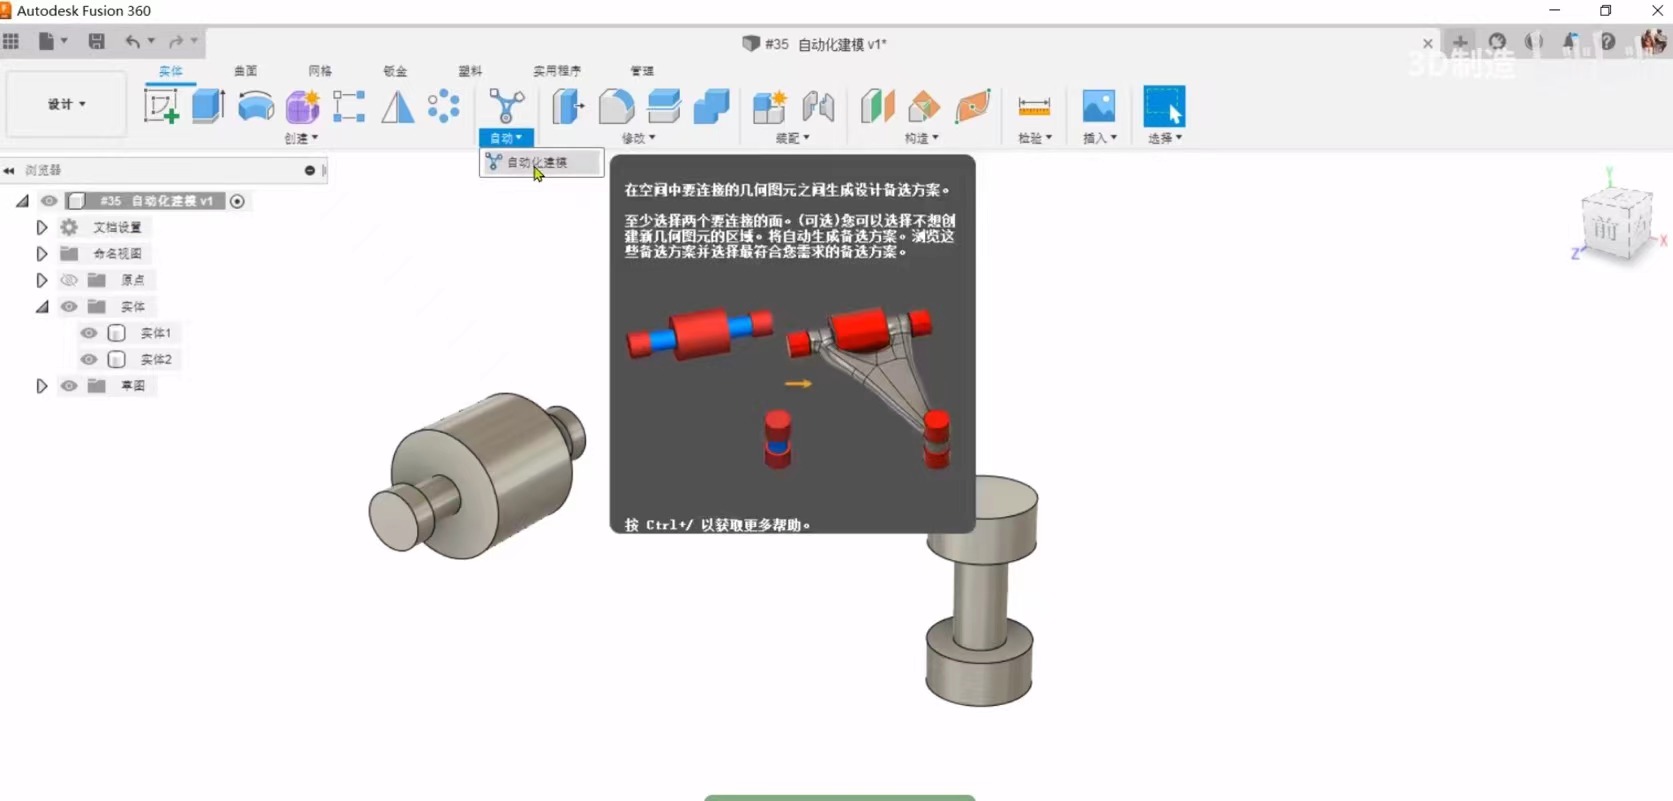 Autodesk Fusion 360
#35 自动化建模 v1*
3D制造
实体 曲面 网格 钣金 塑料 实用程序 管理
设计
创建 自动 修改 装配 构造 检验 插入 选择
自动化建模
浏览器
#35 自动化建模 v1
文档设置
命名视图
原点
实体
实体1
实体2
草图
在空间中要连接的几何图元之间生成设计备选方案。
至少选择两个要连接的面。(可选)您可以选择不想创
建新几何图元的区域。将自动生成备选方案。浏览这
些备选方案并选择最符合您需求的备选方案。
按 Ctrl+/ 以获取更多帮助。
Y
前
Z
X